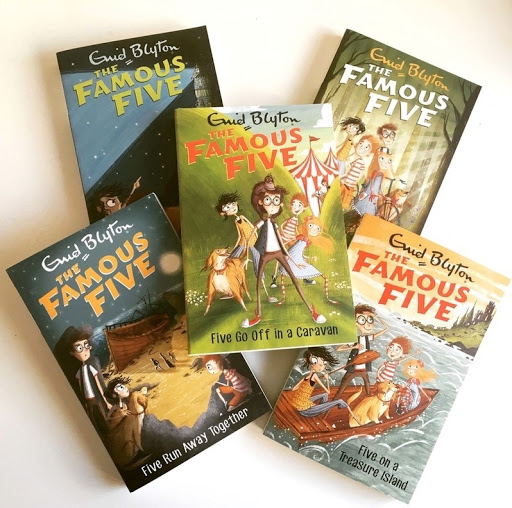 Enid Blyton
THE
FAMOUS
FIVE
Enid Blyton
THE
FAMOUS
FIVE
Enid Blyton
THE
FAMOUS
FIVE
Five Go Off in a Caravan
Enid Blyton
THE
FAMOUS
FIVE
Five Run Away Together
Enid Blyton
THE
FAMOUS
FIVE
Five on a
Treasure Island